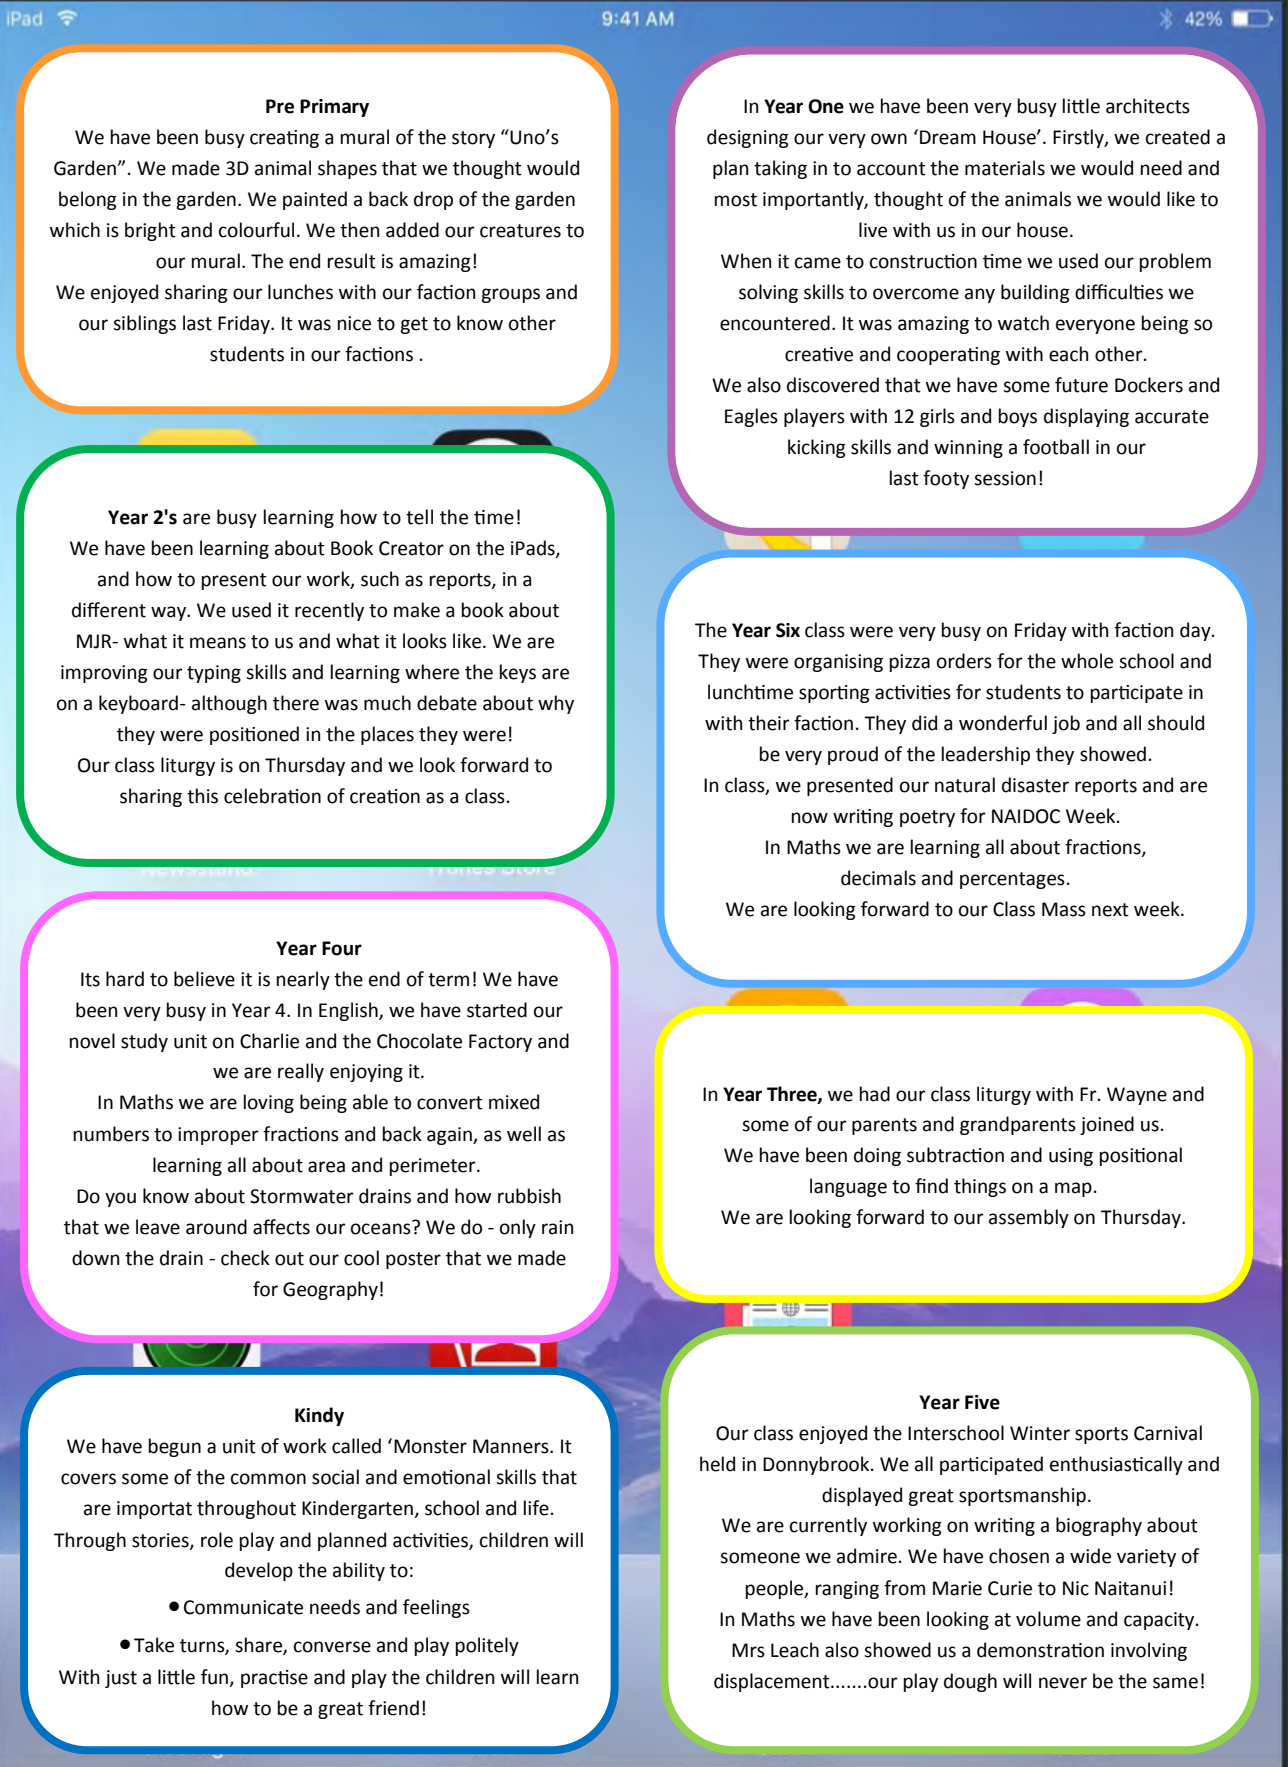 iPad
9:41 AM
42%
Pre Primary
We have been busy creating a mural of the story “Uno’s
Garden”. We made 3D animal shapes that we thought would
belong in the garden. We painted a back drop of the garden
which is bright and colourful. We then added our creatures to
our mural. The end result is amazing!
We enjoyed sharing our lunches with our faction groups and
our siblings last Friday. It was nice to get to know other
students in our factions .
Year 2's are busy learning how to tell the time!
We have been learning about Book Creator on the iPads,
and how to present our work, such as reports, in a
different way. We used it recently to make a book about
MJR- what it means to us and what it looks like. We are
improving our typing skills and learning where the keys are
on a keyboard- although there was much debate about why
they were positioned in the places they were!
Our class liturgy is on Thursday and we look forward to
sharing this celebration of creation as a class.
Newsstand
iTunes Store
Year Four
Its hard to believe it is nearly the end of term! We have
been very busy in Year 4. In English, we have started our
novel study unit on Charlie and the Chocolate Factory and
we are really enjoying it.
In Maths we are loving being able to convert mixed
numbers to improper fractions and back again, as well as
learning all about area and perimeter.
Do you know about Stormwater drains and how rubbish
that we leave around affects our oceans? We do - only rain
down the drain - check out our cool poster that we made
for Geography!
Kindy
We have begun a unit of work called ‘Monster Manners. It
covers some of the common social and emotional skills that
are importat throughout Kindergarten, school and life.
Through stories, role play and planned activities, children will
develop the ability to:
•Communicate needs and feelings
•Take turns, share, converse and play politely
With just a little fun, practise and play the children will learn
how to be a great friend!
In Year One we have been very busy little architects
designing our very own ‘Dream House’. Firstly, we created a
plan taking in to account the materials we would need and
most importantly, thought of the animals we would like to
live with us in our house.
When it came to construction time we used our problem
solving skills to overcome any building difficulties we
encountered. It was amazing to watch everyone being so
creative and cooperating with each other.
We also discovered that we have some future Dockers and
Eagles players with 12 girls and boys displaying accurate
kicking skills and winning a football in our
last footy session!
The Year Six class were very busy on Friday with faction day.
They were organising pizza orders for the whole school and
lunchtime sporting activities for students to participate in
with their faction. They did a wonderful job and all should
be very proud of the leadership they showed.
In class, we presented our natural disaster reports and are
now writing poetry for NAIDOC Week.
In Maths we are learning all about fractions,
decimals and percentages.
We are looking forward to our Class Mass next week.
In Year Three, we had our class liturgy with Fr. Wayne and
some of our parents and grandparents joined us.
We have been doing subtraction and using positional
language to find things on a map.
We are looking forward to our assembly on Thursday.
Year Five
Our class enjoyed the Interschool Winter sports Carnival
held in Donnybrook. We all participated enthusiastically and
displayed great sportsmanship.
We are currently working on writing a biography about
someone we admire. We have chosen a wide variety of
people, ranging from Marie Curie to Nic Naitanui!
In Maths we have been looking at volume and capacity.
Mrs Leach also showed us a demonstration involving
displacement.......our play dough will never be the same!